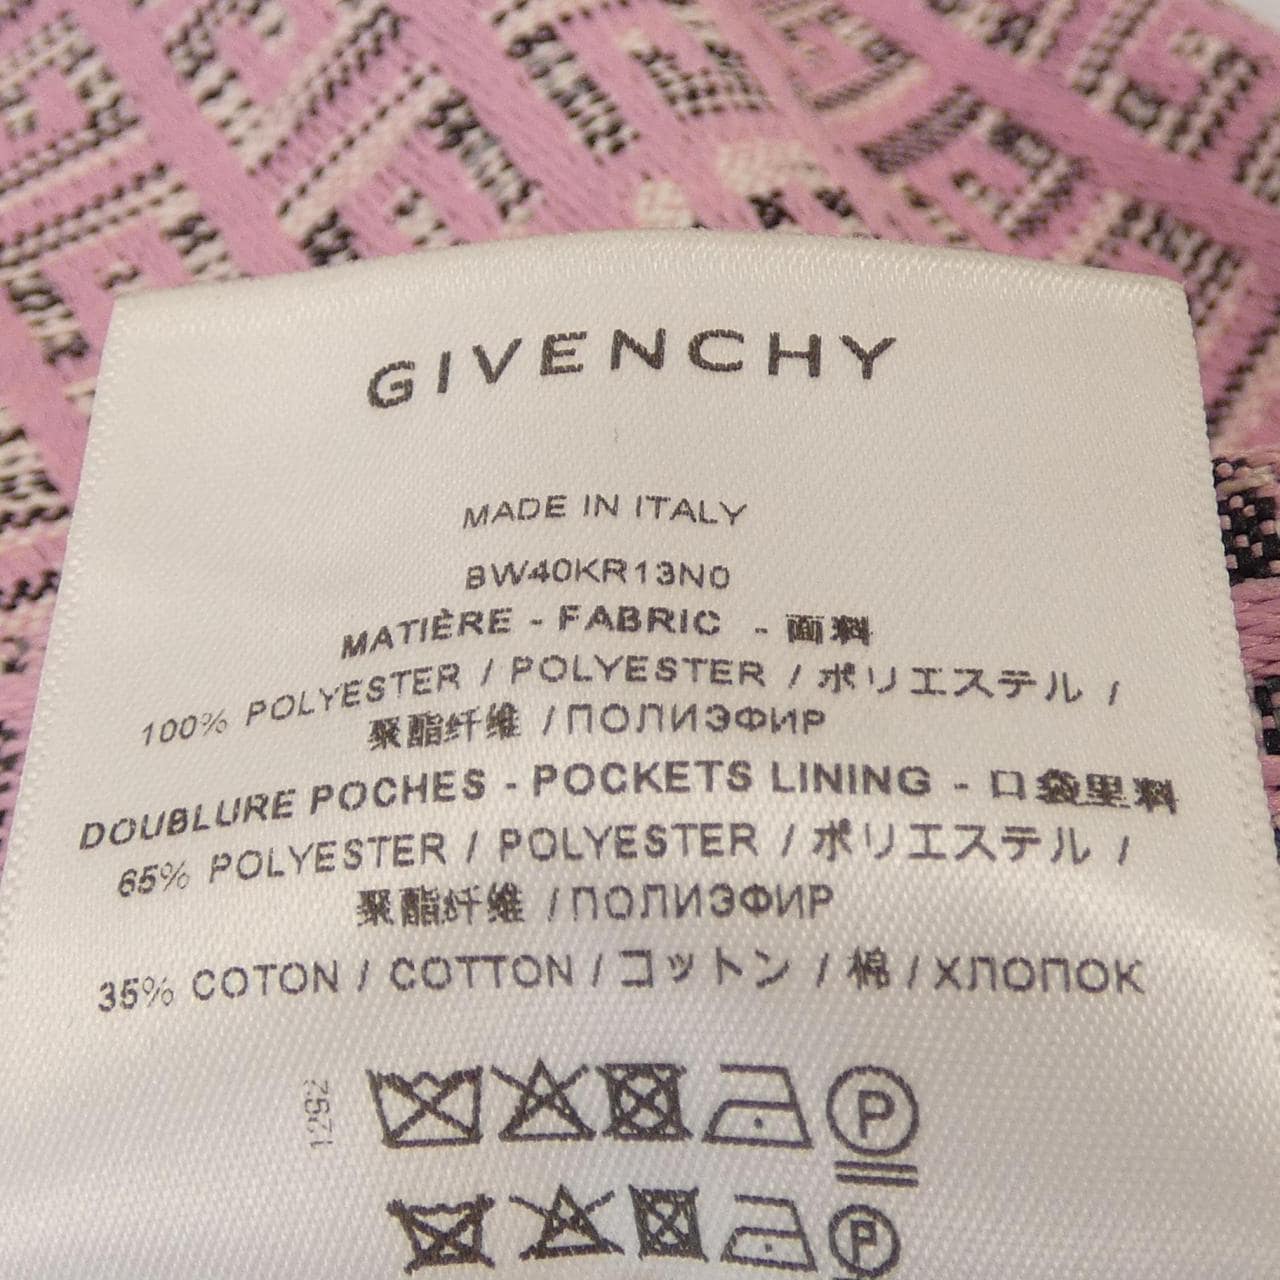 GIVENCHY
MADE IN ITALY
BW40KR13N0
MATIÈRE - FABRIC - 面料
100% POLYESTER / POLYESTER / ポリエステル /
聚酯纤维 / ПОЛИЭФИР
DOUBLURE POCHES - POCKETS LINING - 口袋里料
65% POLYESTER / POLYESTER / ポリエステル /
聚酯纤维 / ПОЛИЭФИР
35% COTON / COTTON / コットン / 棉 / ХЛОПОК
1292
P
P